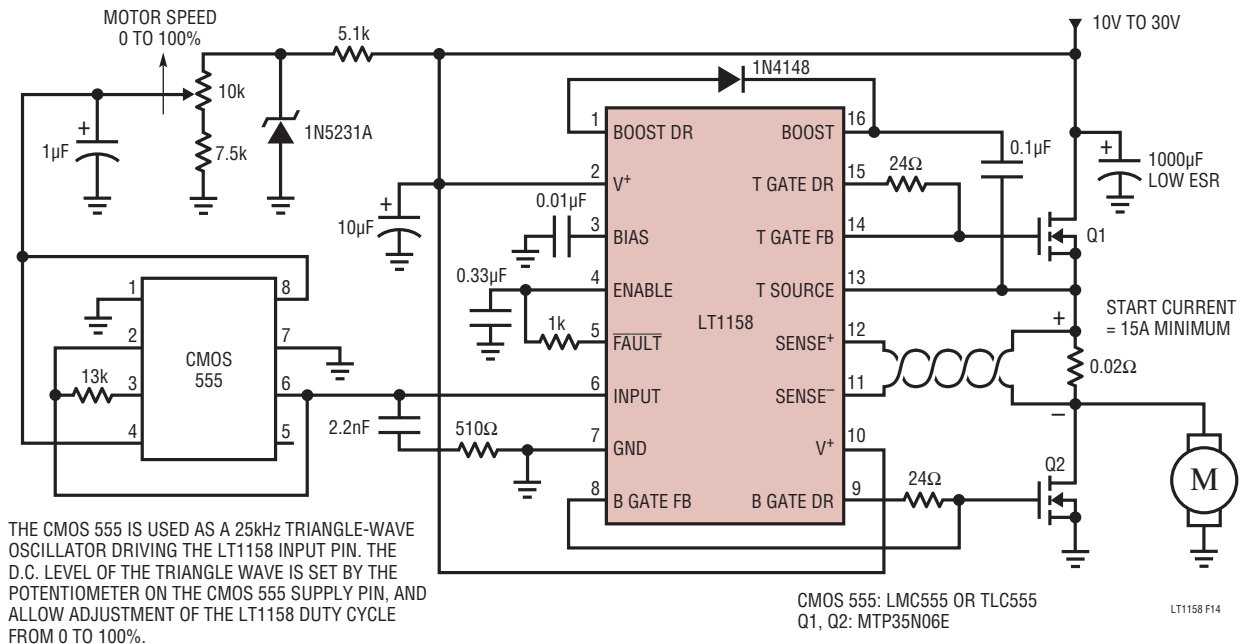 MOTOR SPEED
0 TO 100%
5.1k
10V TO 30V
1N4148
10k
1N5231A
7.5k
+
1µF
1
BOOST DR
BOOST
16
0.1µF
+
1000µF
LOW ESR
2
V+
T GATE DR
15
24Ω
+
10µF
0.01µF
3
BIAS
T GATE FB
14
Q1
0.33µF
4
ENABLE
T SOURCE
13
LT1158
START CURRENT
= 15A MINIMUM
+
1k
5
FAULT
SENSE+
12
0.02Ω
6
INPUT
SENSE–
11
–
2.2nF
510Ω
7
GND
V+
10
8
B GATE FB
B GATE DR
9
24Ω
Q2
M
1
8
2
7
CMOS
555
13k
3
6
4
5
THE CMOS 555 IS USED AS A 25kHz TRIANGLE-WAVE
OSCILLATOR DRIVING THE LT1158 INPUT PIN. THE
D.C. LEVEL OF THE TRIANGLE WAVE IS SET BY THE
POTENTIOMETER ON THE CMOS 555 SUPPLY PIN, AND
ALLOW ADJUSTMENT OF THE LT1158 DUTY CYCLE
FROM 0 TO 100%.
CMOS 555: LMC555 OR TLC555
Q1, Q2: MTP35N06E
LT1158 F14